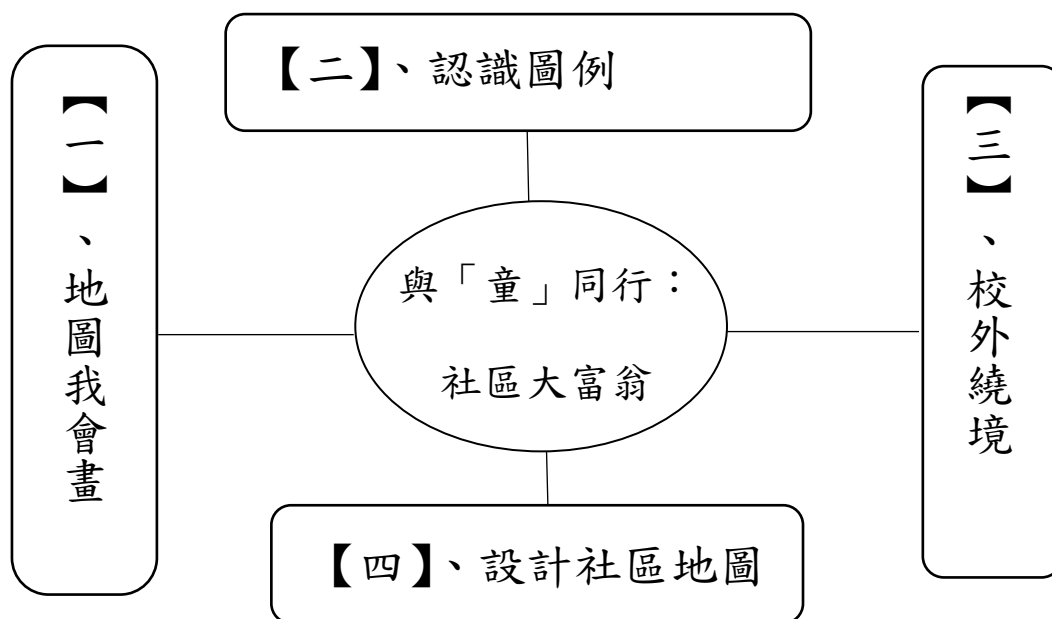 【一】、地圖我會畫
【二】、認識圖例
【三】、校外繞境
與「童」同行：
社區大富翁
【四】、設計社區地圖